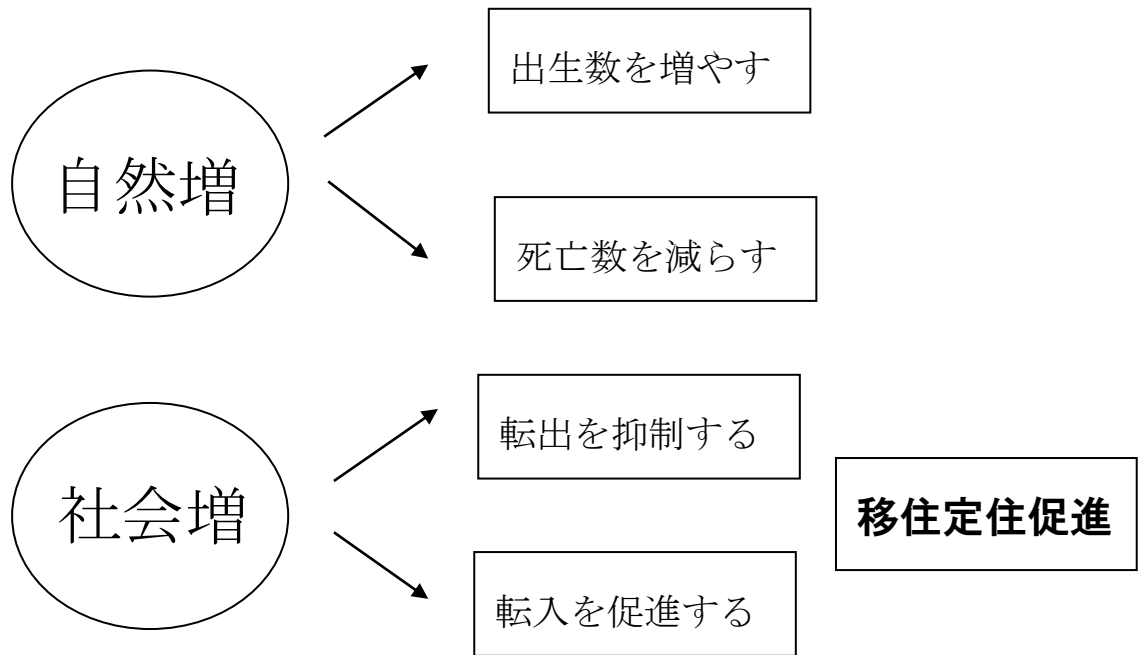 出生数を増やす
自然増
死亡数を減らす
転出を抑制する
社会増
移住定住促進
転入を促進する